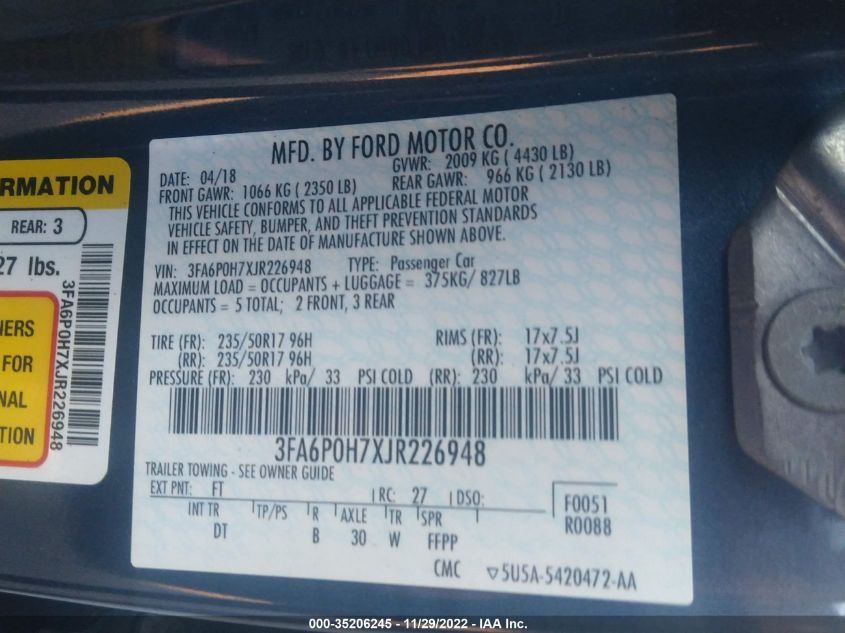 MFD. BY FORD MOTOR CO.
DATE: 04/18 GVWR: 2009 KG ( 4430 LB)
FRONT GAWR: 1066 KG ( 2350 LB) REAR GAWR: 966 KG ( 2130 LB)
THIS VEHICLE CONFORMS TO ALL APPLICABLE FEDERAL MOTOR
VEHICLE SAFETY, BUMPER, AND THEFT PREVENTION STANDARDS
IN EFFECT ON THE DATE OF MANUFACTURE SHOWN ABOVE.
VIN: 3FA6P0H7XJR226948 TYPE: Passenger Car
MAXIMUM LOAD = OCCUPANTS + LUGGAGE = 375KG/ 827LB
OCCUPANTS = 5 TOTAL; 2 FRONT, 3 REAR
TIRE (FR): 235/50R17 96H RIMS (FR): 17x7.5J
(RR): 235/50R17 96H (RR): 17x7.5J
PRESSURE (FR): 230 kPa/ 33 PSI COLD (RR): 230 kPa/ 33 PSI COLD
3FA6P0H7XJR226948
TRAILER TOWING - SEE OWNER GUIDE
EXT PNT: FT RC: 27 DSO: F0051
INT TR TP/PS R AXLE TR SPR R0088
DT B 30 W FFPP
CMC ▽5U5A-5420472-AA
RMATION
REAR: 3
27 lbs.
NERS
FOR
NAL
TION
3FA6P0H7XJR226948
000-35206245 - 11/29/2022 - IAA Inc.